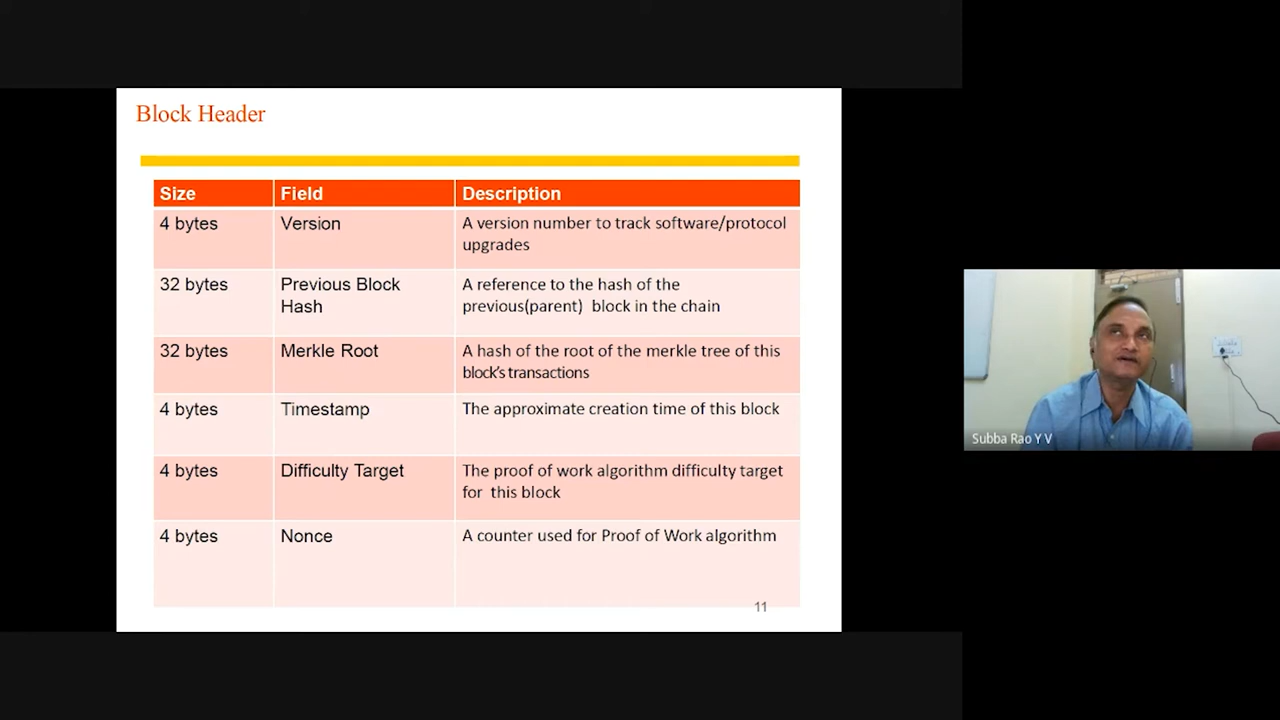 Block Header
Size Field Description
4 bytes Version A version number to track software/protocol
upgrades
32 bytes Previous Block A reference to the hash of the
Hash previous(parent) block in the chain
32 bytes Merkle Root A hash of the root of the merkle tree of this
block's transactions
4 bytes Timestamp The approximate creation time of this block
4 bytes Difficulty Target The proof of work algorithm difficulty target
for this block
4 bytes Nonce A counter used for Proof of Work algorithm
11
Subba Rao Y V